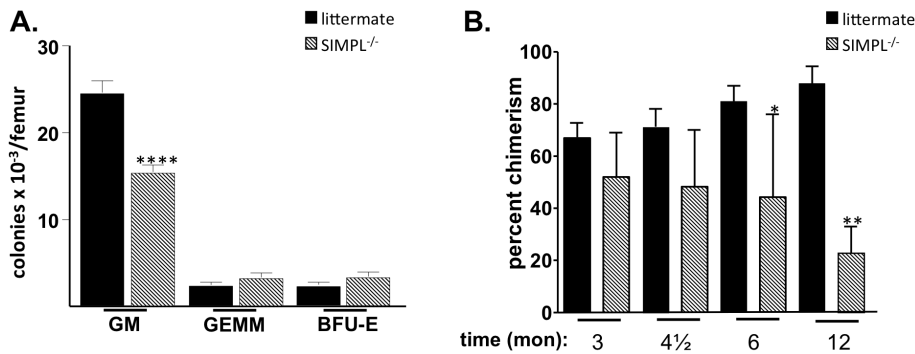 A.
littermate
SIMPL-/-
colonies x 10-3/femur
30
20
10
****
GM
GEMM
BFU-E
B.
littermate
SIMPL-/-
percent chimerism
100
80
60
40
20
0
*
**
time (mon): 3 4½ 6 12